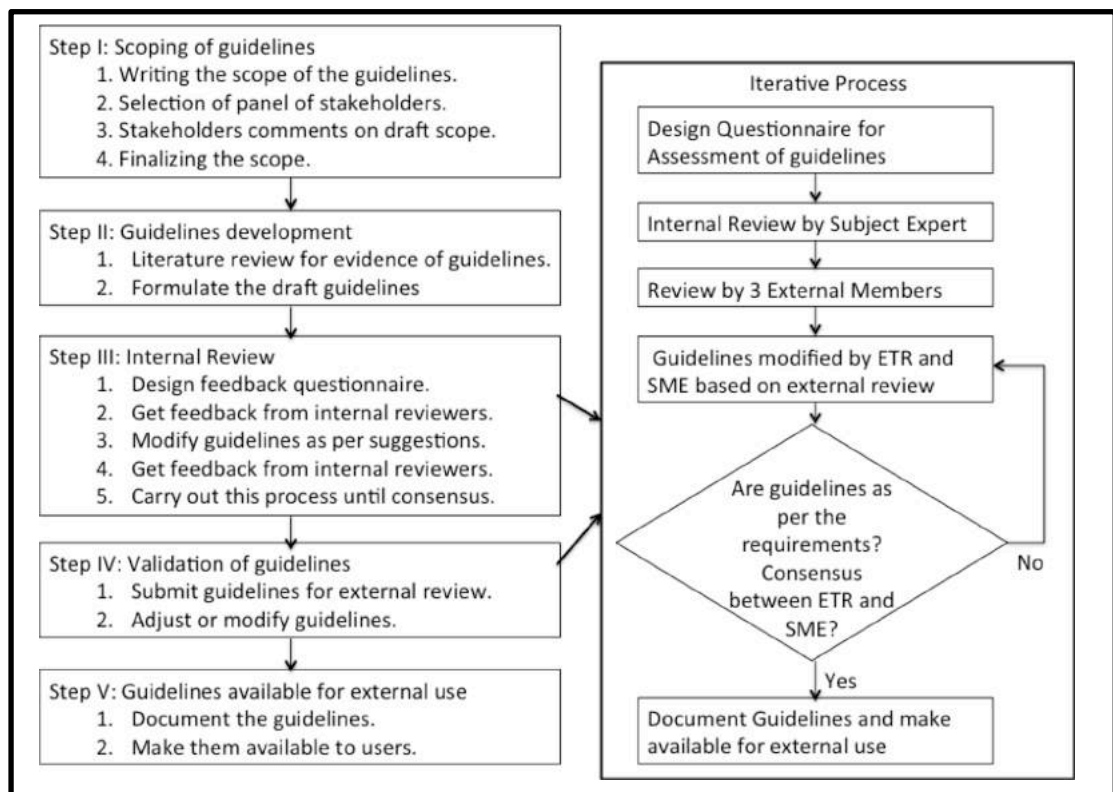 Step I: Scoping of guidelines
1. Writing the scope of the guidelines.
2. Selection of panel of stakeholders.
3. Stakeholders comments on draft scope.
4. Finalizing the scope.
Step II: Guidelines development
1. Literature review for evidence of guidelines.
2. Formulate the draft guidelines
Step III: Internal Review
1. Design feedback questionnaire.
2. Get feedback from internal reviewers.
3. Modify guidelines as per suggestions.
4. Get feedback from internal reviewers.
5. Carry out this process until consensus.
Step IV: Validation of guidelines
1. Submit guidelines for external review.
2. Adjust or modify guidelines.
Step V: Guidelines available for external use
1. Document the guidelines.
2. Make them available to users.
Iterative Process
Design Questionnaire for
Assessment of guidelines
Internal Review by Subject Expert
Review by 3 External Members
Guidelines modified by ETR and
SME based on external review
Are guidelines as
per the
requirements?
Consensus
between ETR and
SME?
No
Yes
Document Guidelines and make
available for external use